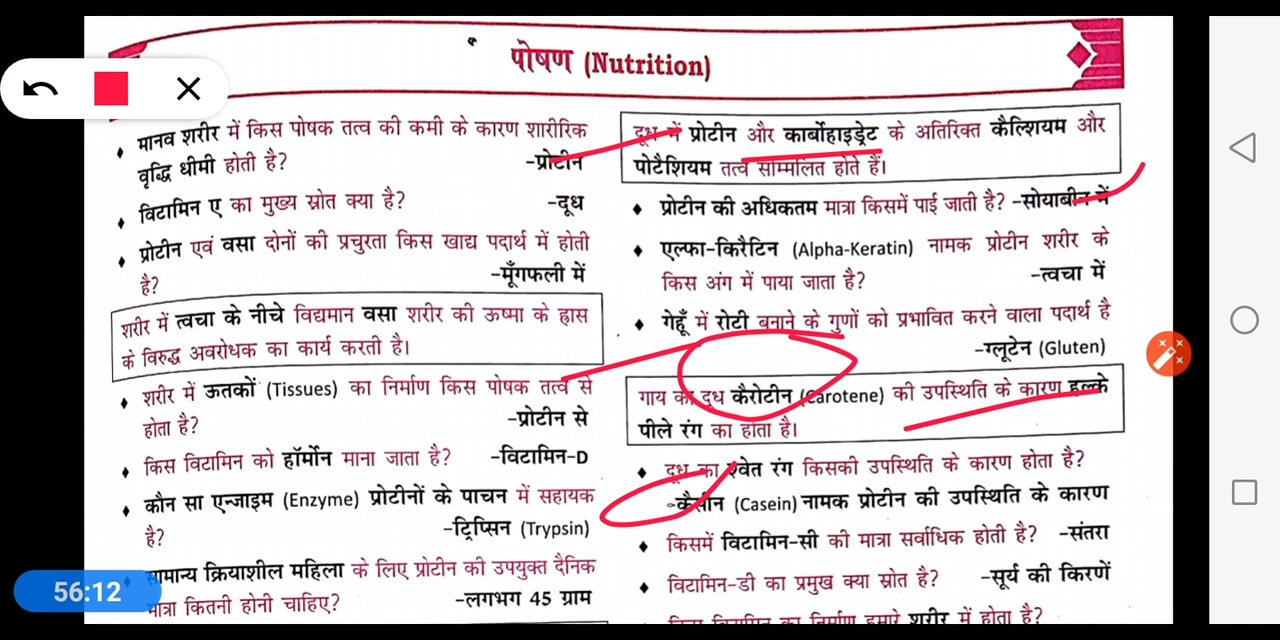 पोषण (Nutrition)
मानव शरीर में किस पोषक तत्व की कमी के कारण शारीरिक
वृद्धि धीमी होती है? -प्रोटीन
विटामिन ए का मुख्य स्रोत क्या है? -दूध
प्रोटीन एवं वसा दोनों की प्रचुरता किस खाद्य पदार्थ में होती
है? -मूँगफली में
शरीर में त्वचा के नीचे विद्यमान वसा शरीर की ऊष्मा के ह्रास
के विरुद्ध अवरोधक का कार्य करती है।
शरीर में ऊतकों (Tissues) का निर्माण किस पोषक तत्व से
होता है? -प्रोटीन से
किस विटामिन को हॉर्मोन माना जाता है? -विटामिन-D
कौन सा एन्जाइम (Enzyme) प्रोटीनों के पाचन में सहायक
है? -ट्रिप्सिन (Trypsin)
सामान्य क्रियाशील महिला के लिए प्रोटीन की उपयुक्त दैनिक
मात्रा कितनी होनी चाहिए? -लगभग 45 ग्राम
56:12
दूध में प्रोटीन और कार्बोहाइड्रेट के अतिरिक्त कैल्शियम और
पोटैशियम तत्व सम्मिलित होते हैं।
प्रोटीन की अधिकतम मात्रा किसमें पाई जाती है? -सोयाबीन में
एल्फा-किरैटिन (Alpha-Keratin) नामक प्रोटीन शरीर के
किस अंग में पाया जाता है? -त्वचा में
गेहूँ में रोटी बनाने के गुणों को प्रभावित करने वाला पदार्थ है
-ग्लूटेन (Gluten)
गाय का दूध कैरोटीन (Carotene) की उपस्थिति के कारण हल्के
पीले रंग का होता है।
दूध का श्वेत रंग किसकी उपस्थिति के कारण होता है?
-कैसीन (Casein) नामक प्रोटीन की उपस्थिति के कारण
किसमें विटामिन-सी की मात्रा सर्वाधिक होती है? -संतरा
विटामिन-डी का प्रमुख क्या स्रोत है? -सूर्य की किरणें
किस विटामिन का निर्माण हमारे शरीर में होता है?